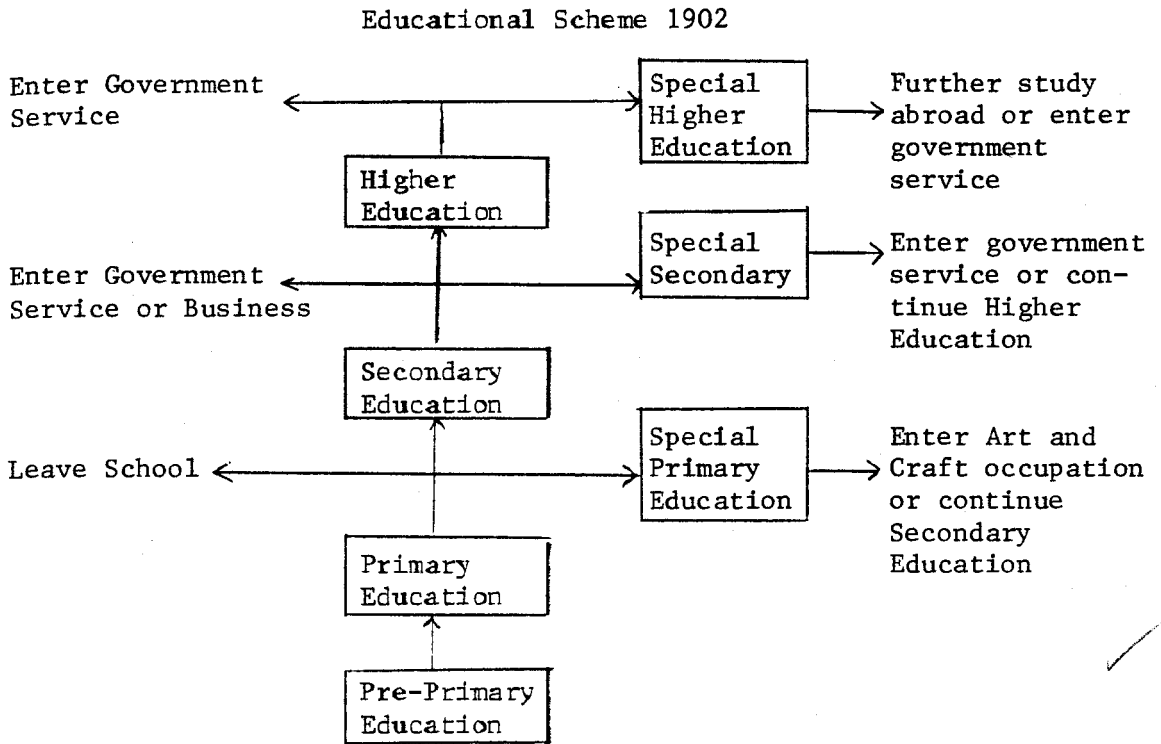 Educational Scheme 1902
Enter Government
Service
Special
Higher
Education
Further study
abroad or enter
government
service
Higher
Education
Enter Government
Service or Business
Special
Secondary
Enter government
service or con-
tinue Higher
Education
Secondary
Education
Leave School
Special
Primary
Education
Enter Art and
Craft occupation
or continue
Secondary
Education
Primary
Education
Pre-Primary
Education